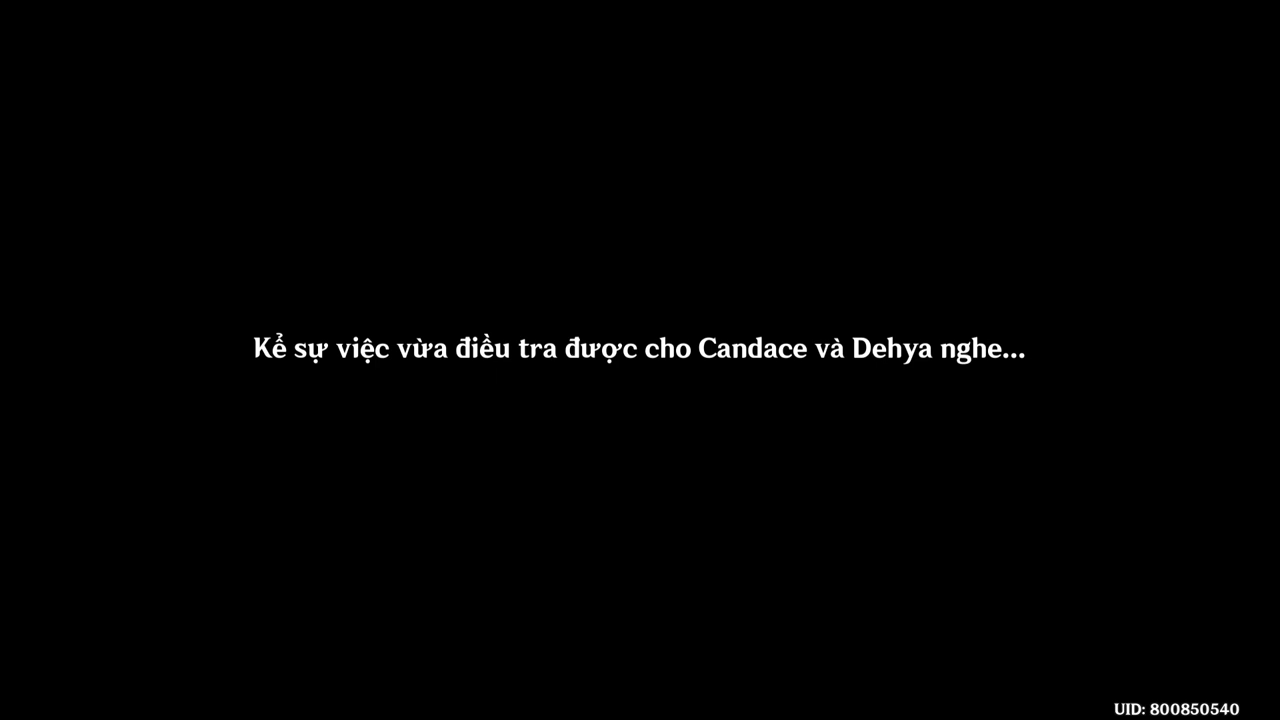 Kể sự việc vừa điều tra được cho Candace và Dehya nghe...
UID: 800850540